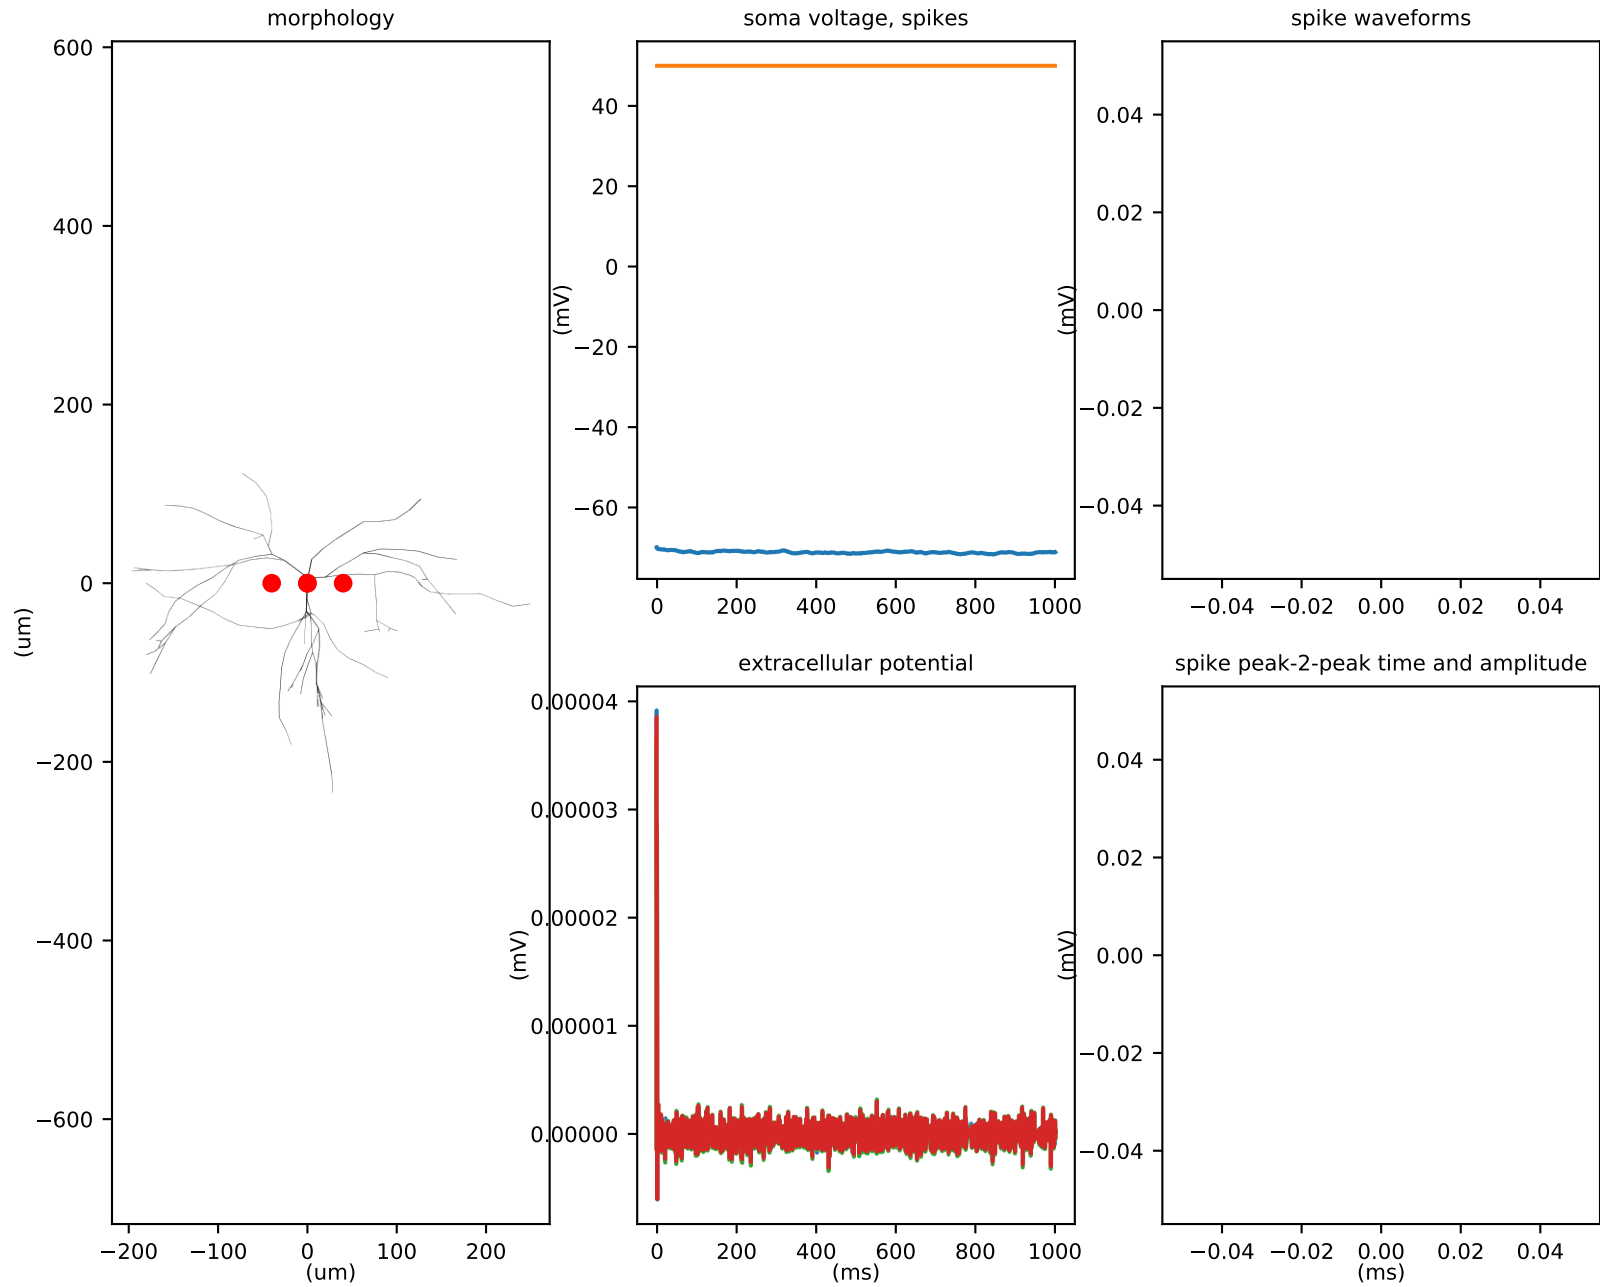 morphology
600
400
200
0
−200
−400
−600
(um)
−200 −100 0 100 200
(um)
soma voltage, spikes
40
20
0
−20
−40
−60
(mV)
0 200 400 600 800 1000
spike waveforms
0.04
0.02
0.00
−0.02
−0.04
(mV)
−0.04 −0.02 0.00 0.02 0.04
extracellular potential
0.00004
0.00003
0.00002
0.00001
0.00000
(mV)
0 200 400 600 800 1000
(ms)
spike peak-2-peak time and amplitude
0.04
0.02
0.00
−0.02
−0.04
(mV)
−0.04 −0.02 0.00 0.02 0.04
(ms)